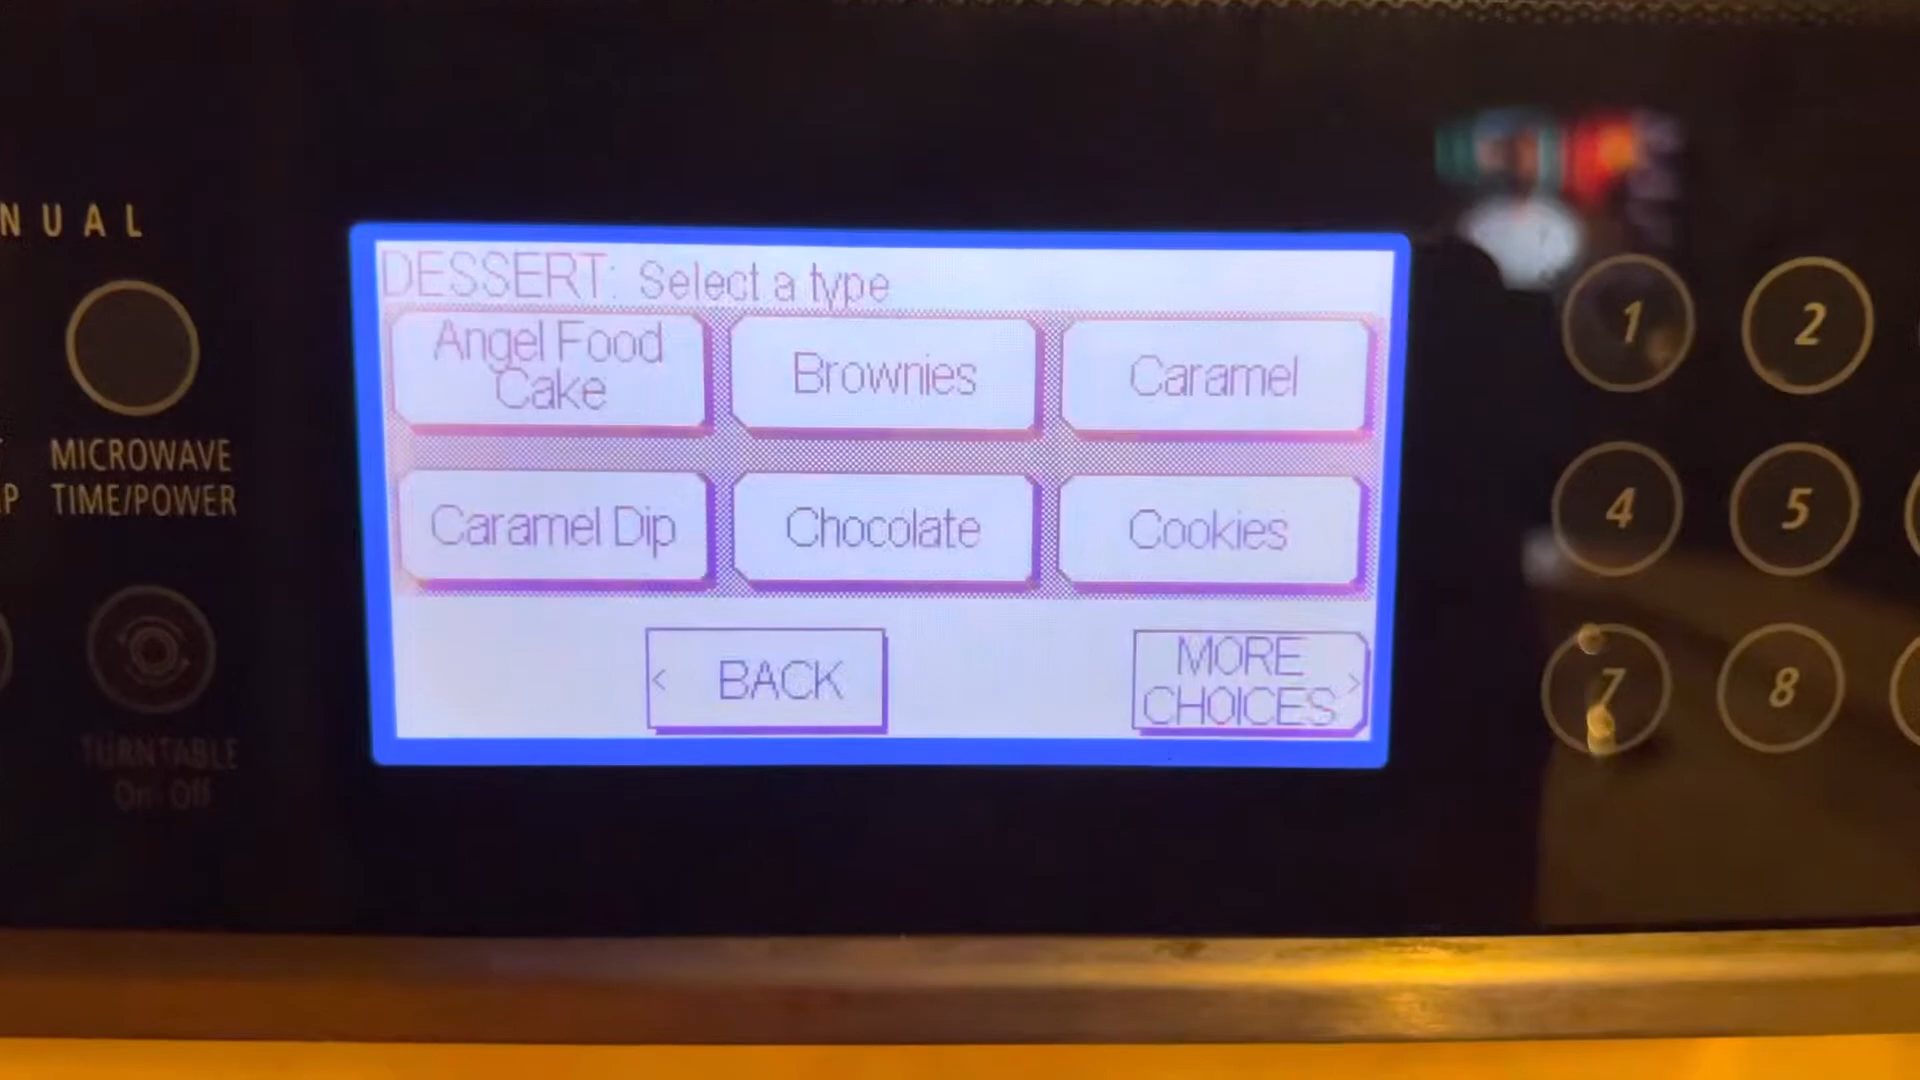 NUAL
MICROWAVE
TIME/POWER
P
TURNTABLE
On Off
DESSERT: Select a type
Angel Food
Cake
Brownies
Caramel
Caramel Dip
Chocolate
Cookies
< BACK
MORE
CHOICES >
1
2
4
5
7
8